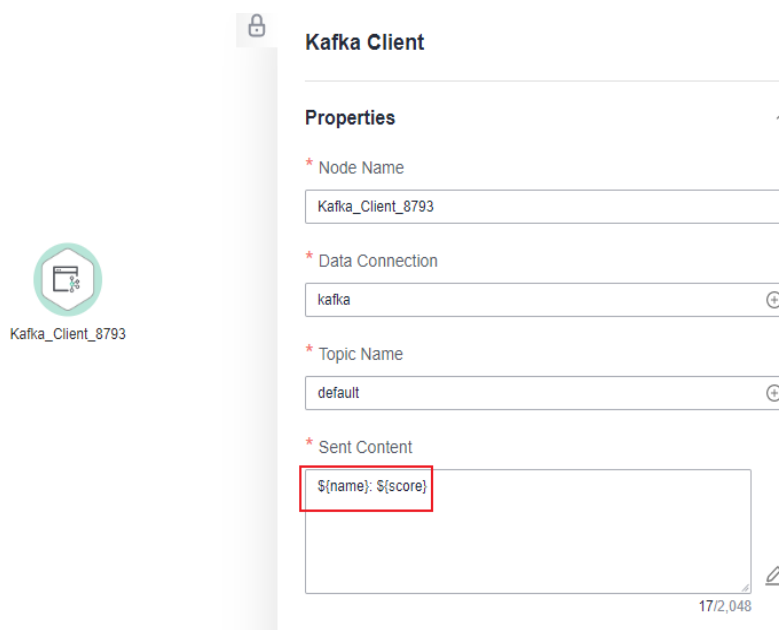 Kafka Client
Properties
* Node Name
Kafka_Client_8793
* Data Connection
kafka
Kafka_Client_8793
* Topic Name
default
* Sent Content
${name}: ${score}
17/2,048